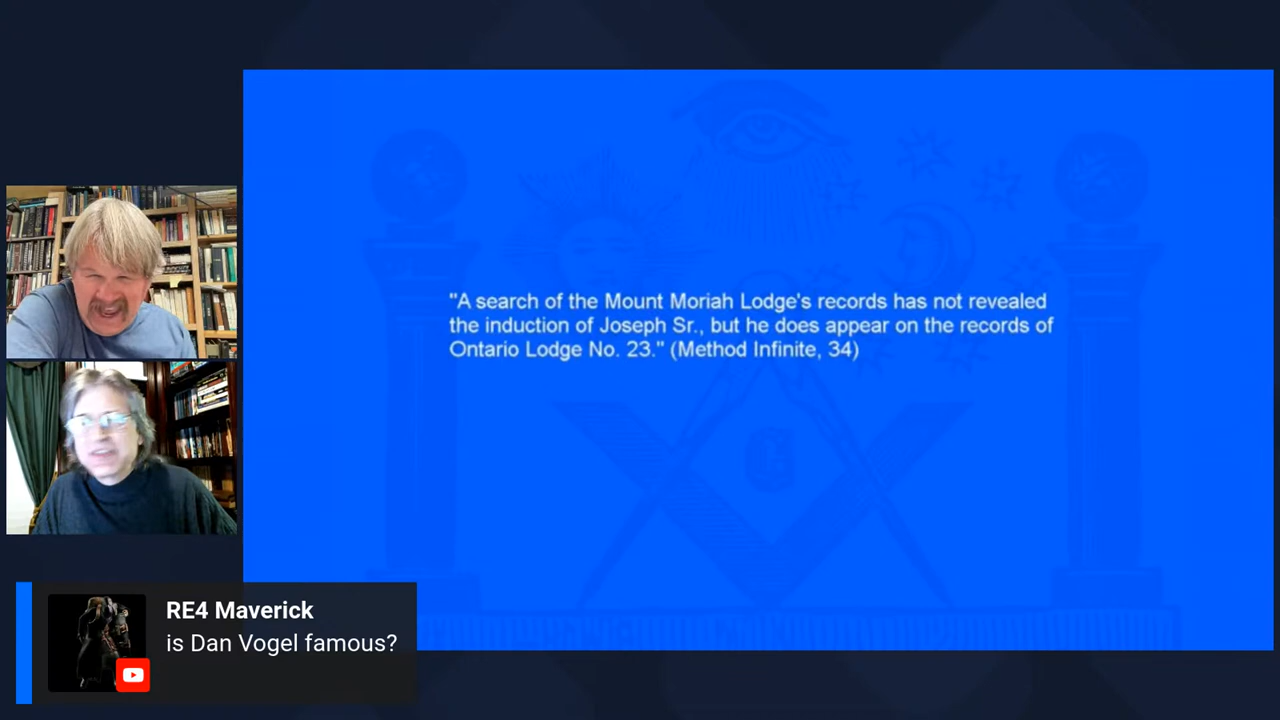 "A search of the Mount Moriah Lodge's records has not revealed
the induction of Joseph Sr., but he does appear on the records of
Ontario Lodge No. 23." (Method Infinite, 34)
G
RE4 Maverick
is Dan Vogel famous?